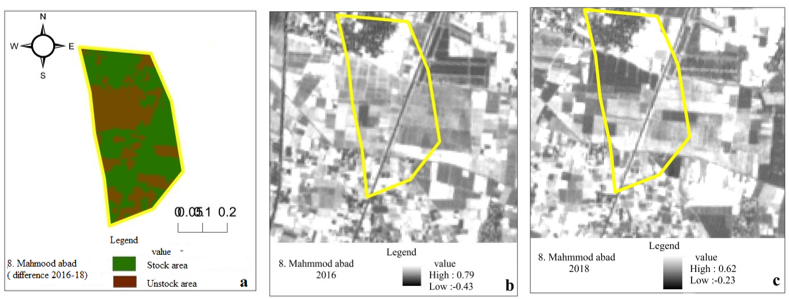 N
W E
S
0 0.05 0.1 0.2
Legend
value
8. Mahmood abad
( difference 2016-18)
Stock area
Unstock area
a
Legend
8. Mahmmod abad
2016
value
High : 0.79
Low :-0.43
b
Legend
8. Mahmmod abad
2018
value
High : 0.62
Low :-0.23
c